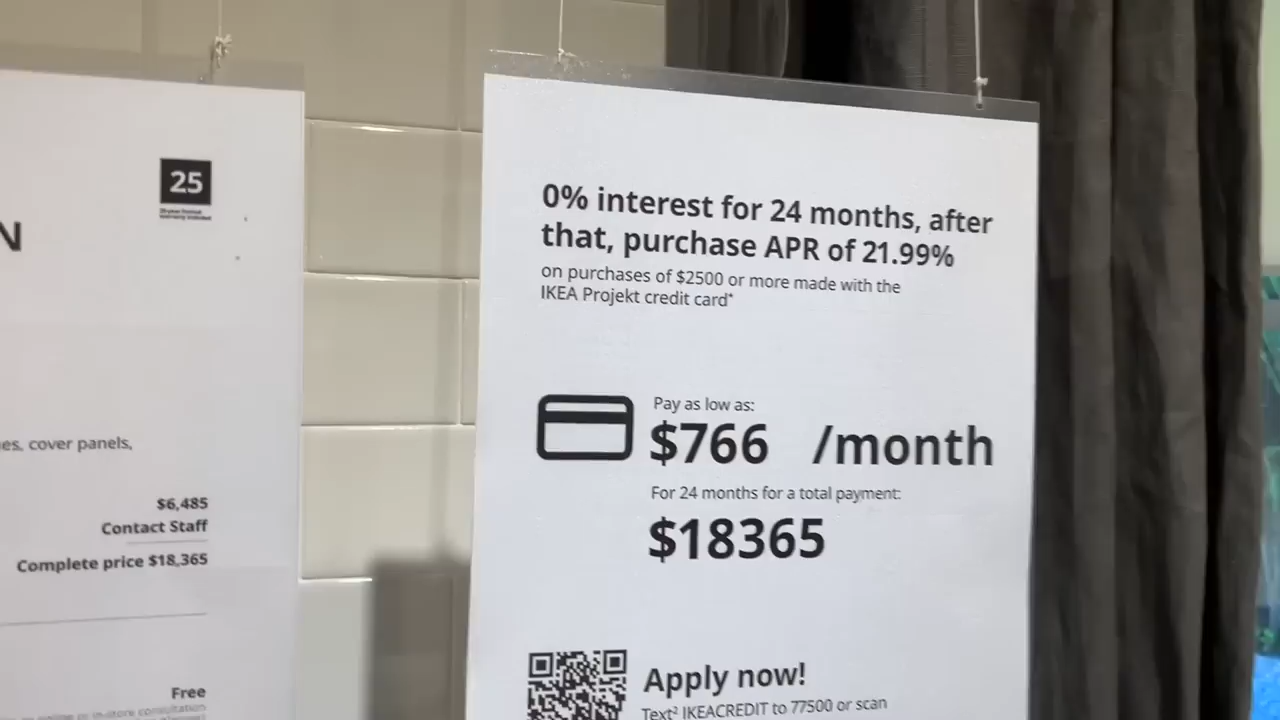 25
N
es, cover panels,
$6,485
Contact Staff
Complete price $18,365
Free
0% interest for 24 months, after
that, purchase APR of 21.99%
on purchases of $2500 or more made with the
IKEA Projekt credit card*
Pay as low as:
$766 /month
For 24 months for a total payment:
$18365
Apply now!
Text² IKEACREDIT to 77500 or scan